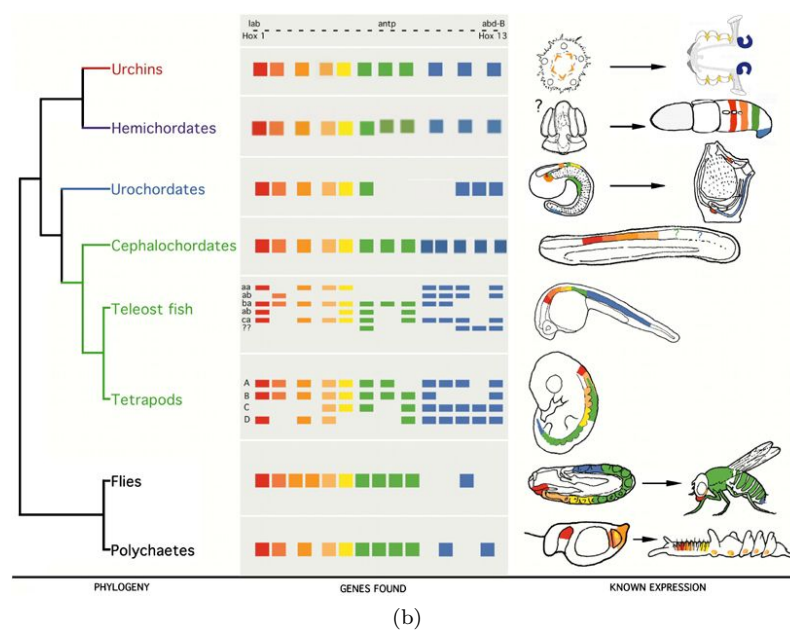 lab antp abd-B
Hox 1 Hox 13
Urchins
?
Hemichordates
Urochordates
Cephalochordates
? ?
aa
ab
ba
ab
ca
??
Teleost fish
A
B
C
D
Tetrapods
Flies
Polychaetes
PHYLOGENY GENES FOUND KNOWN EXPRESSION
(b)